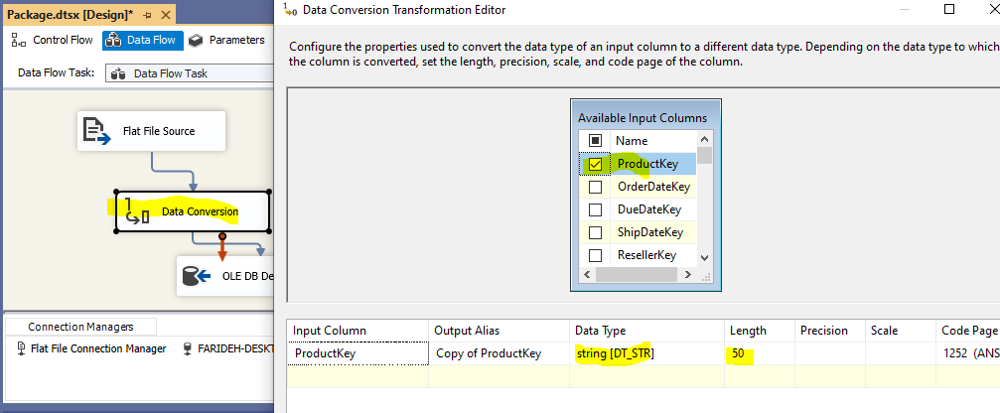 Package.dtsx [Design]*
Control Flow
Data Flow
Parameters
Data Flow Task:
Data Flow Task
Flat File Source
Data Conversion
OLE DB De
Connection Managers
Flat File Connection Manager
FARIDEH-DESKT
Data Conversion Transformation Editor
Configure the properties used to convert the data type of an input column to a different data type. Depending on the data type to which
the column is converted, set the length, precision, scale, and code page of the column.
Available Input Columns
Name
ProductKey
OrderDateKey
DueDateKey
ShipDateKey
ResellerKey
Input Column Output Alias Data Type Length Precision Scale Code Page
ProductKey Copy of ProductKey string [DT_STR] 50 1252 (ANS